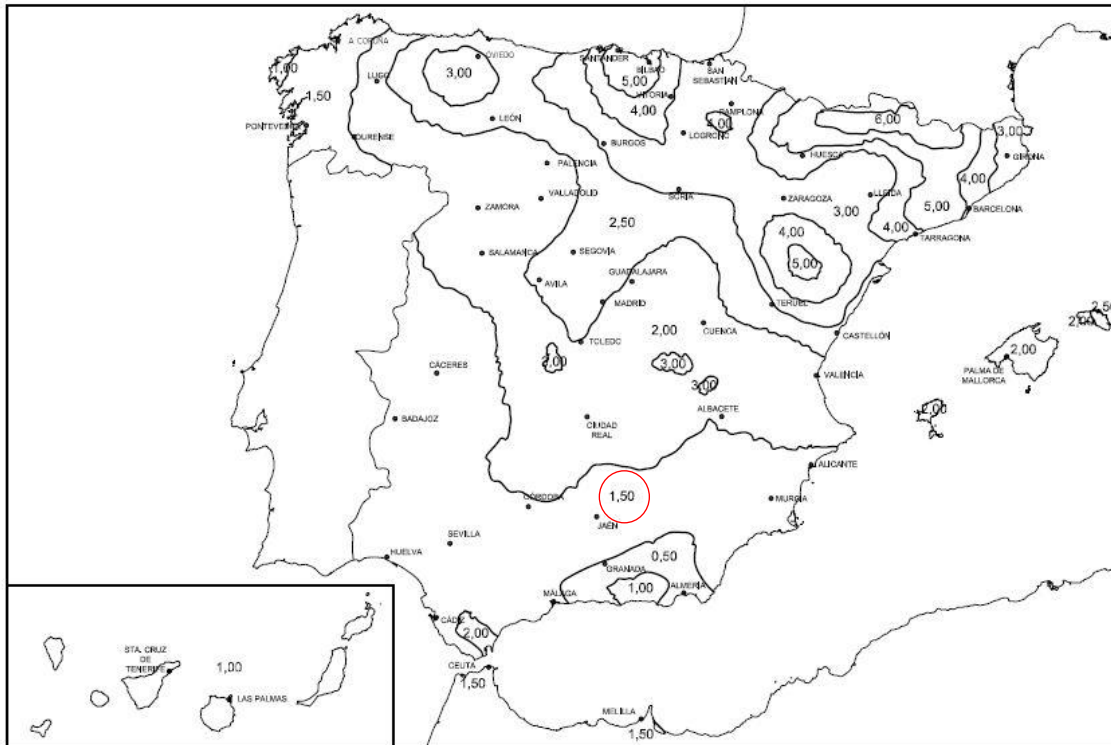 A CORUÑA
OVIEDO
SANTANDER
BILBAO
SAN
SEBASTIAN
1,00
LUGO
3,00
5,00
1,50
VITORIA
4,00
PAMPLONA
PONTEVEDRA
LEÓN
4,00
6,00
OURENSE
LOGROÑO
3,00
BURGOS
HUESCA
GIRONA
PALENCIA
4,00
VALLADOLID
SORIA
ZARAGOZA
LLEIDA
ZAMORA
3,00
5,00
BARCELONA
2,50
4,00
4,00
TARRAGONA
SALAMANCA
SEGOVIA
5,00
GUADALAJARA
AVILA
MADRID
TERUEL
2,50
2,00
2,00
CUENCA
CASTELLÓN
TOLEDO
2,00
3,00
PALMA DE
MALLORCA
CÁCERES
VALENCIA
3,00
2,00
BADAJOZ
CIUDAD
REAL
ALBACETE
ALICANTE
CÓRDOBA
1,50
MURCIA
JAÉN
SEVILLA
HUELVA
0,50
GRANADA
1,00
ALMERÍA
MÁLAGA
CÁDIZ
2,00
STA. CRUZ
DE
TENERIFE
1,00
CEUTA
1,50
LAS PALMAS.
MELILLA
1,50